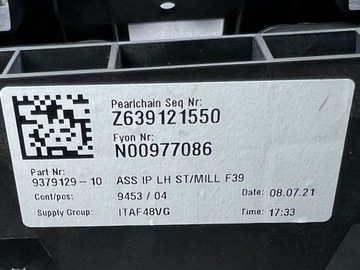 Pearlchain Seq Nr:
Z639121550
Fyon Nr:
N00977086
Part Nr:
9379129-10 ASS IP LH ST/MILL F39
Cont/pos: 9453 / 04 Date: 08.07.21
Supply Group: ITAF48VG Time: 17:33